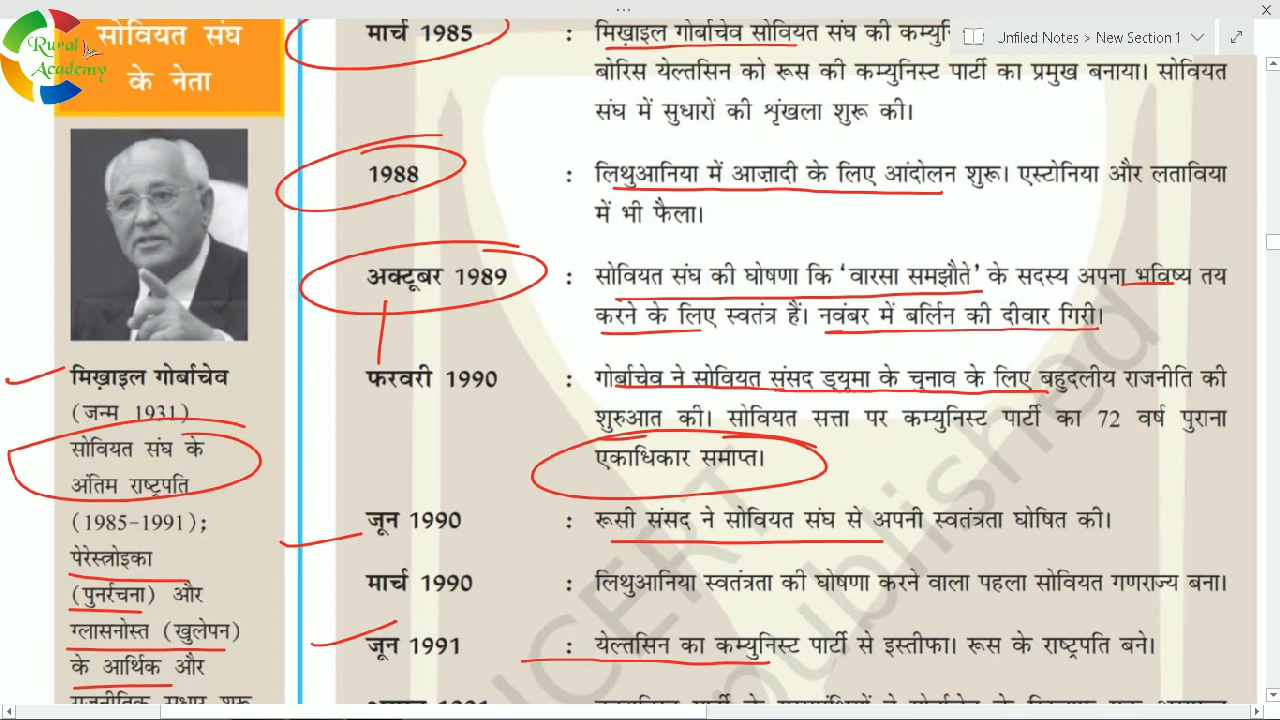 Rural
Academy
सोवियत संघ
के नेता
मिख़ाइल गोर्बाचेव
(जन्म 1931)
सोवियत संघ के
अंतिम राष्ट्रपति
(1985-1991);
पेरेस्त्रोइका
(पुनर्रचना) और
ग्लासनोस्त (खुलेपन)
के आर्थिक और
राजनीतिक सुधार शुरू
Unfiled Notes > New Section 1
मार्च 1985 : मिख़ाइल गोर्बाचेव सोवियत संघ की
बोरिस येल्तसिन को रूस की कम्युनिस्ट पार्टी का प्रमुख बनाया। सोवियत
संघ में सुधारों की शृंखला शुरू की।
1988 : लिथुआनिया में आज़ादी के लिए आंदोलन शुरू। एस्टोनिया और लताविया
में भी फैला।
अक्टूबर 1989 : सोवियत संघ की घोषणा कि ‘वारसा समझौते’ के सदस्य अपना भविष्य तय
करने के लिए स्वतंत्र हैं। नवंबर में बर्लिन की दीवार गिरी।
फरवरी 1990 : गोर्बाचेव ने सोवियत संसद ड्यूमा के चुनाव के लिए बहुदलीय राजनीति की
शुरुआत की। सोवियत सत्ता पर कम्युनिस्ट पार्टी का 72 वर्ष पुराना
एकाधिकार समाप्त।
जून 1990 : रूसी संसद ने सोवियत संघ से अपनी स्वतंत्रता घोषित की।
मार्च 1990 : लिथुआनिया स्वतंत्रता की घोषणा करने वाला पहला सोवियत गणराज्य बना।
जून 1991 : येल्तसिन का कम्युनिस्ट पार्टी से इस्तीफा। रूस के राष्ट्रपति बने।
NCERT
published